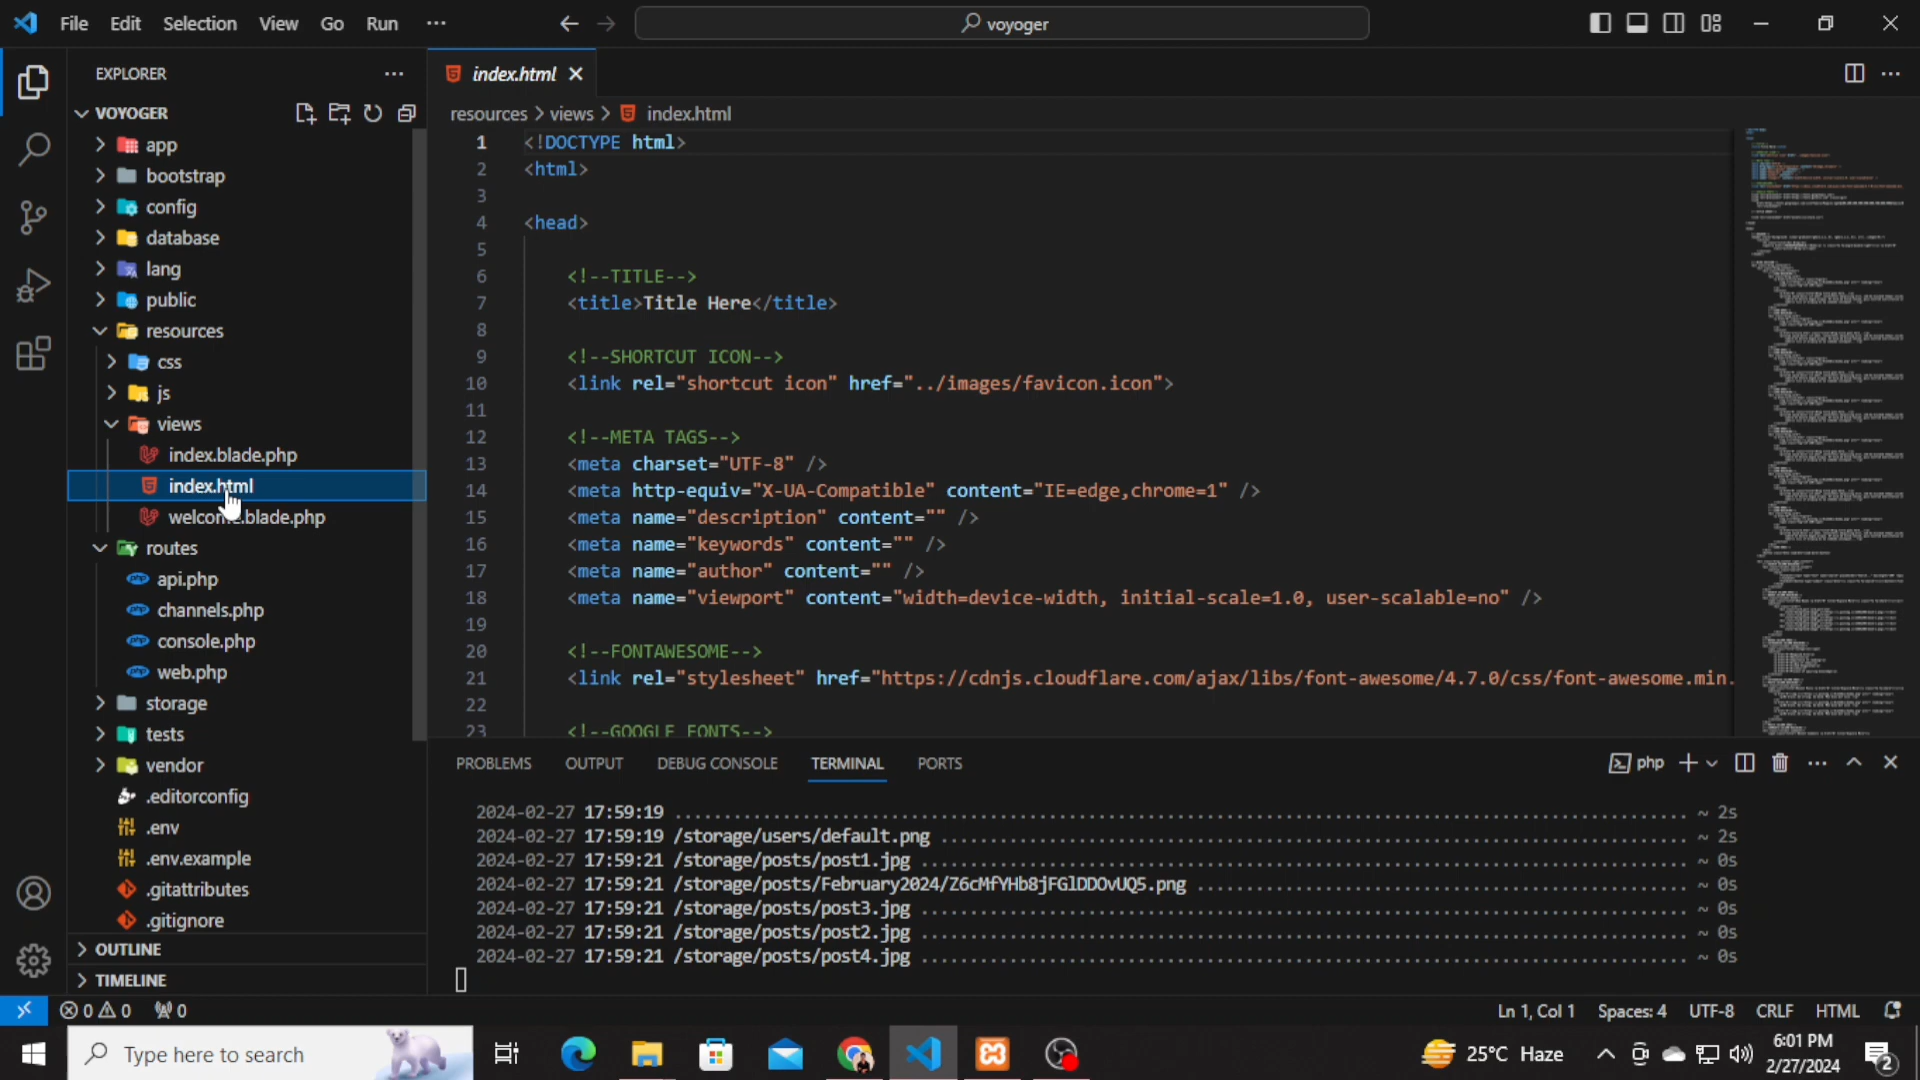 File Edit Selection View Go Run ··· voyoger
EXPLORER ···
VOYOGER
app
bootstrap
config
database
lang
public
resources
css
js
views
index.blade.php
index.html
welcome.blade.php
routes
api.php
channels.php
console.php
web.php
storage
tests
vendor
.editorconfig
.env
.env.example
.gitattributes
.gitignore
OUTLINE
TIMELINE
index.html
resources > views > index.html
1 <!DOCTYPE html>
2 <html>
3
4 <head>
5
6 <!--TITLE-->
7 <title>Title Here</title>
8
9 <!--SHORTCUT ICON-->
10 <link rel="shortcut icon" href="../images/favicon.icon">
11
12 <!--META TAGS-->
13 <meta charset="UTF-8" />
14 <meta http-equiv="X-UA-Compatible" content="IE=edge,chrome=1" />
15 <meta name="description" content="" />
16 <meta name="keywords" content="" />
17 <meta name="author" content="" />
18 <meta name="viewport" content="width=device-width, initial-scale=1.0, user-scalable=no" />
19
20 <!--FONTAWESOME-->
21 <link rel="stylesheet" href="https://cdnjs.cloudflare.com/ajax/libs/font-awesome/4.7.0/css/font-awesome.min.
22
23 <!--GOOGLE FONTS-->
PROBLEMS OUTPUT DEBUG CONSOLE TERMINAL PORTS php
2024-02-27 17:59:19 ........ ~ 2s
2024-02-27 17:59:19 /storage/users/default.png ........ ~ 2s
2024-02-27 17:59:21 /storage/posts/post1.jpg ........ ~ 0s
2024-02-27 17:59:21 /storage/posts/February2024/Z6cMfYHb8jFGlDDOvUQ5.png ........ ~ 0s
2024-02-27 17:59:21 /storage/posts/post3.jpg ........ ~ 0s
2024-02-27 17:59:21 /storage/posts/post2.jpg ........ ~ 0s
2024-02-27 17:59:21 /storage/posts/post4.jpg ........ ~ 0s
0 0 0 Ln 1, Col 1 Spaces: 4 UTF-8 CRLF HTML
Type here to search 25°C Haze 6:01 PM
2/27/2024 2